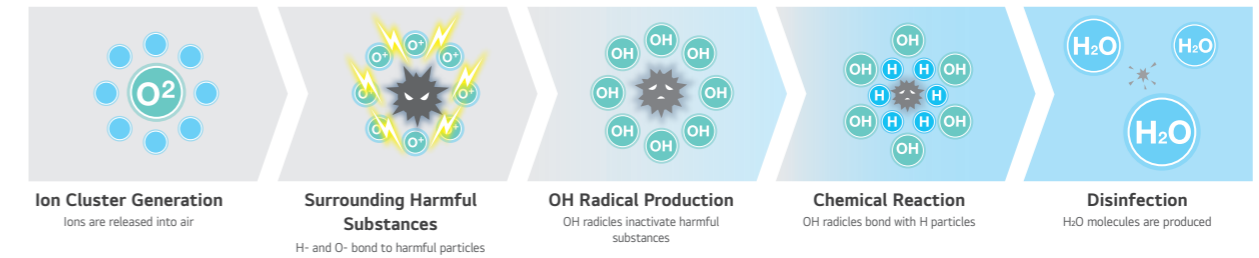 O²
O⁺ O⁺ O⁺
O⁺ O⁺
O⁺ O⁺ O⁺
OH OH OH
OH OH
OH OH OH
OH
OH H H OH
H H
OH H H OH
OH
H₂O H₂O
H₂O
Ion Cluster Generation
Ions are released into air
Surrounding Harmful
Substances
H- and O- bond to harmful particles
OH Radical Production
OH radicles inactivate harmful
substances
Chemical Reaction
OH radicles bond with H particles
Disinfection
H₂O molecules are produced